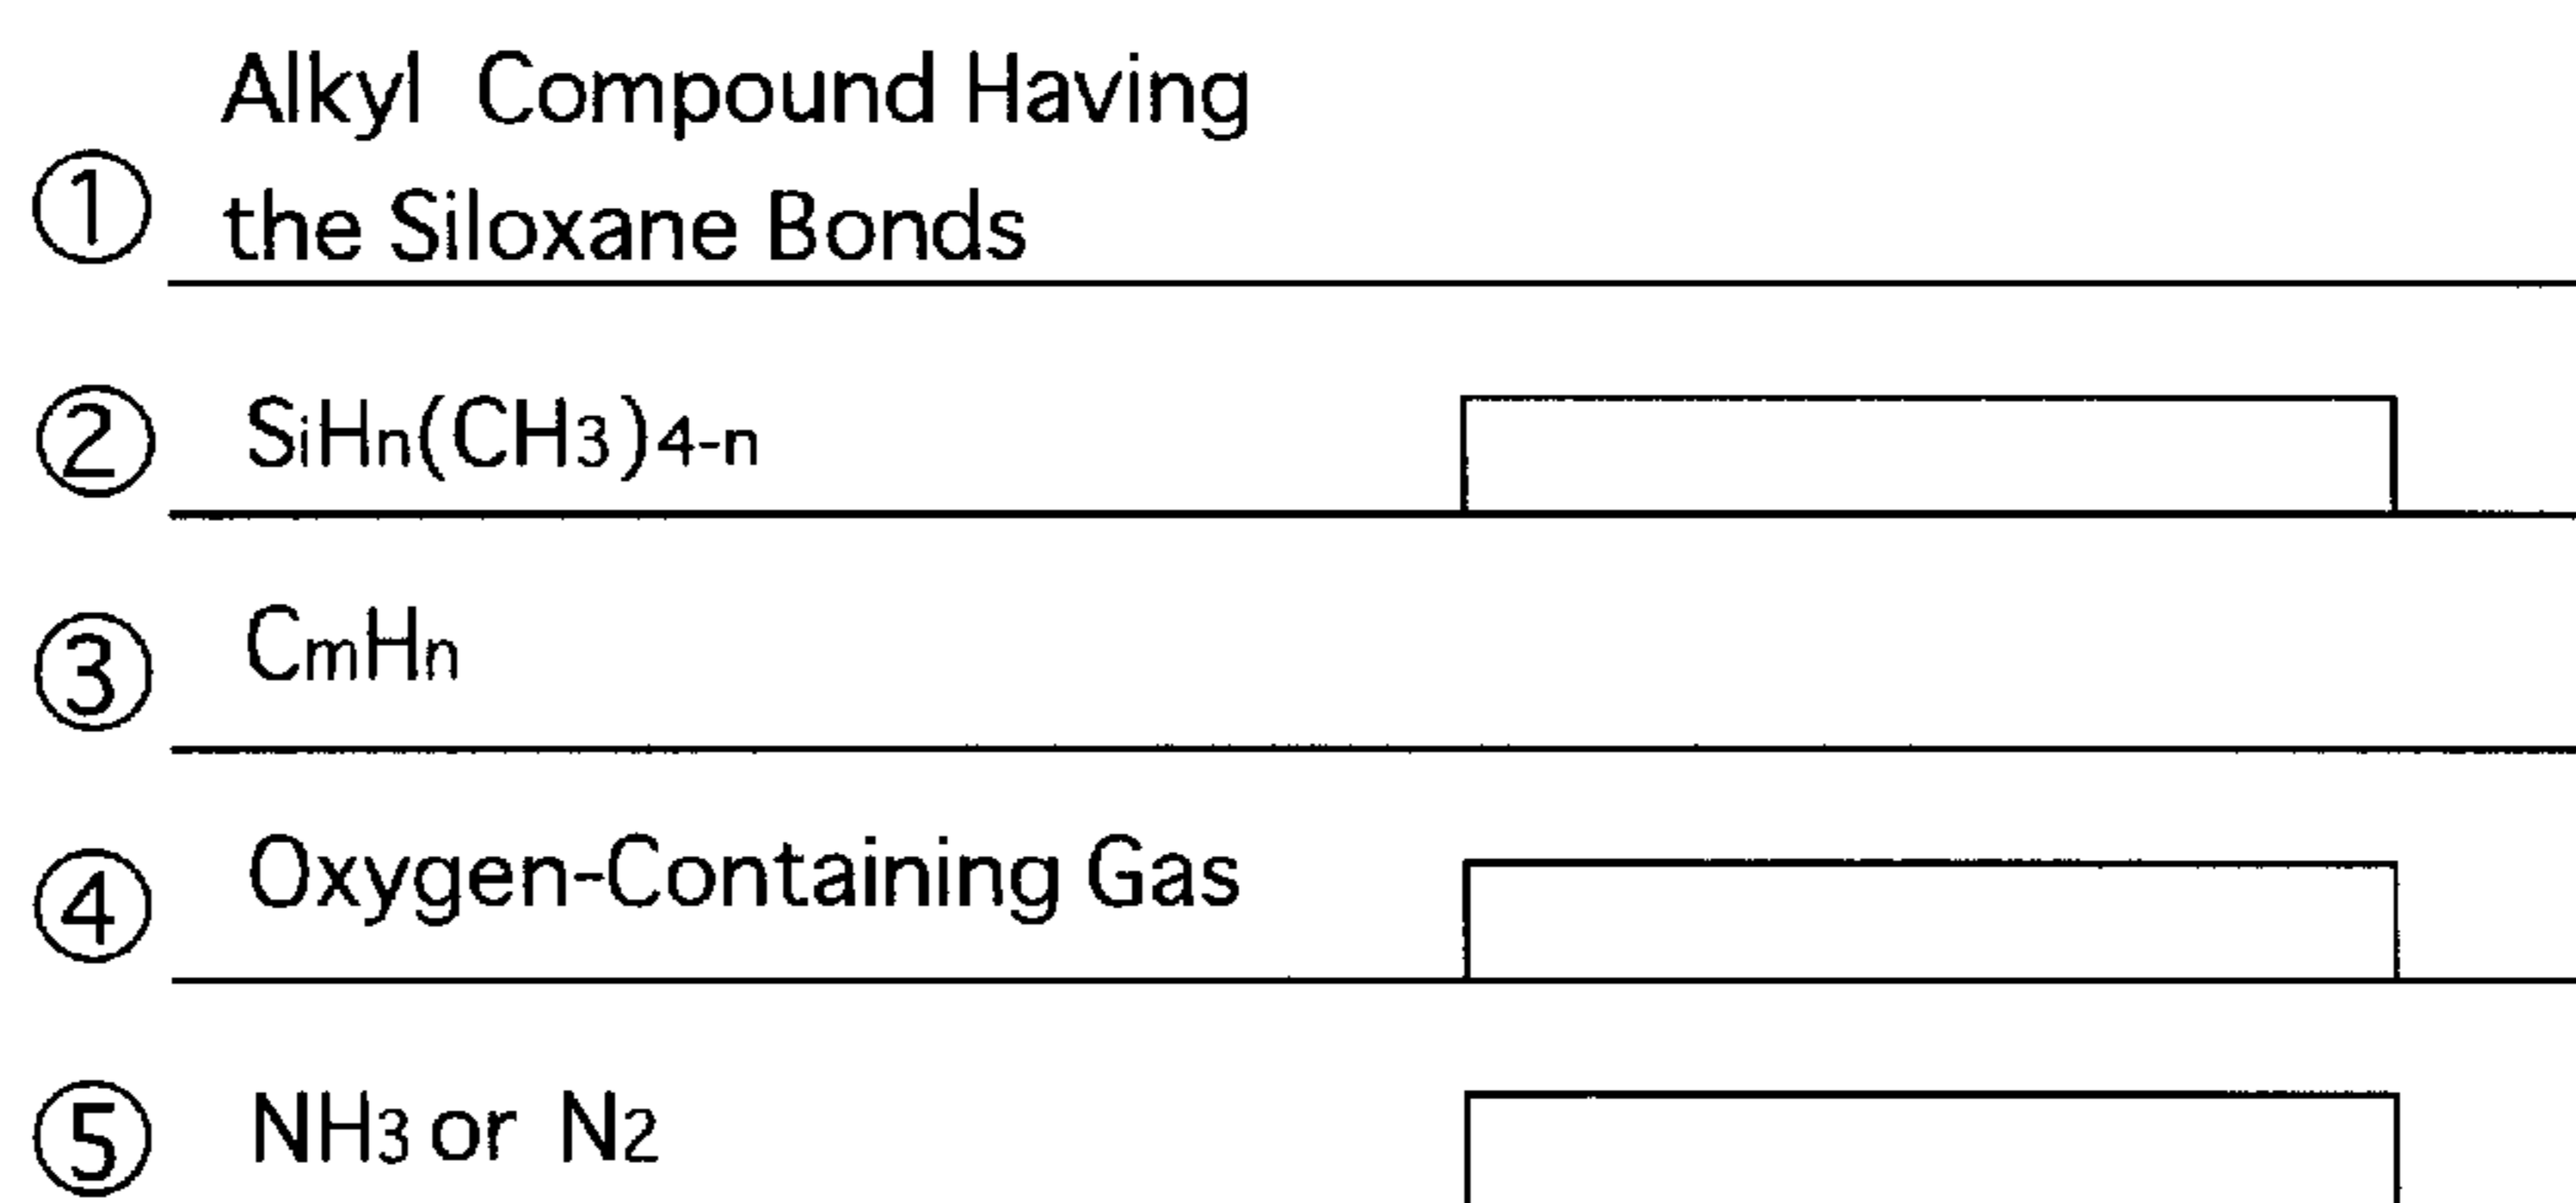 Alkyl Compound Having
① the Siloxane Bonds
② SiHn(CH3)4-n
③ CmHn
④ Oxygen-Containing Gas
⑤ NH3 or N2